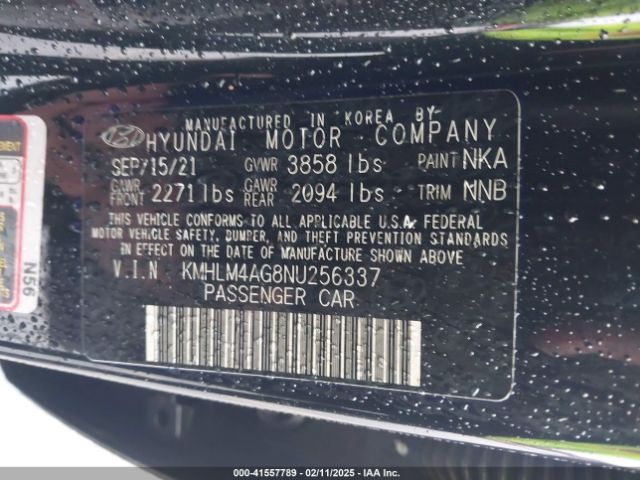 MANUFACTURED IN KOREA BY
HYUNDAI MOTOR COMPANY
SEP/15/21 GVWR 3858 lbs PAINT NKA
GAWR FRONT 2271 lbs GAWR REAR 2094 lbs TRIM NNB
THIS VEHICLE CONFORMS TO ALL APPLICABLE U.S.A. FEDERAL
MOTOR VEHICLE SAFETY, BUMPER, AND THEFT PREVENTION STANDARDS
IN EFFECT ON THE DATE OF MANUFACTURE SHOWN ABOVE
V.I.N KMHLM4AG8NU256337
PASSENGER CAR
N56
000-41557789 - 02/11/2025 - IAA Inc.